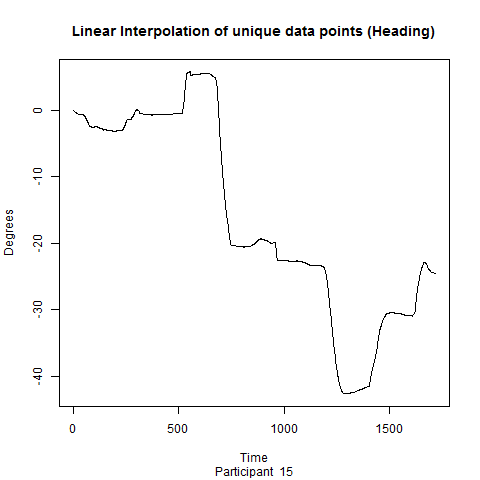 Linear Interpolation of unique data points (Heading)
Degrees
0
-10
-20
-30
-40
0 500 1000 1500
Time
Participant 15